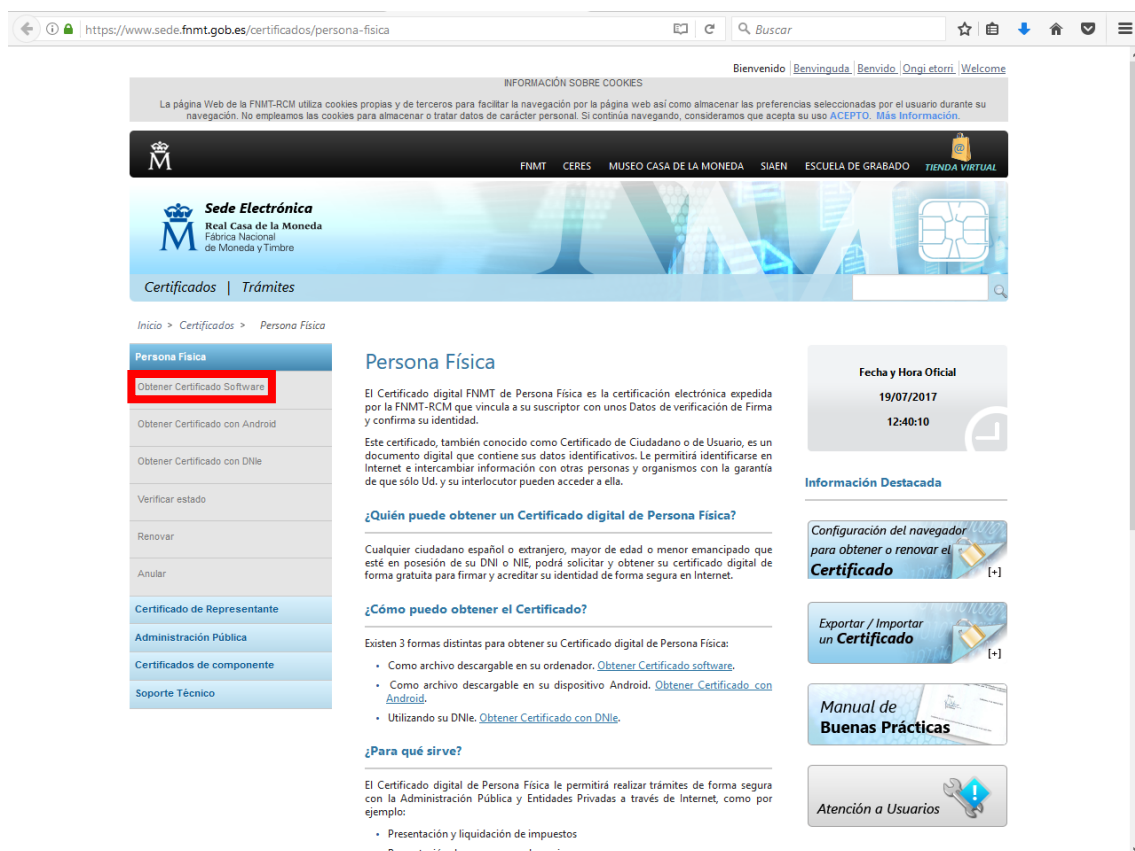 https://www.sede.fnmt.gob.es/certificados/persona-fisica
Buscar
Bienvenido Benvinguda Benvido Ongi etorri Welcome
INFORMACIÓN SOBRE COOKIES
La página Web de la FNMT-RCM utiliza cookies propias y de terceros para facilitar la navegación por la página web así como almacenar las preferencias seleccionadas por el usuario durante su
navegación. No empleamos las cookies para almacenar o tratar datos de carácter personal. Si continúa navegando, consideramos que acepta su uso ACEPTO. Más Información.
FNMT CERES MUSEO CASA DE LA MONEDA SIAEN ESCUELA DE GRABADO TIENDA VIRTUAL
Sede Electrónica
Real Casa de la Moneda
Fábrica Nacional
de Moneda y Timbre
Certificados | Trámites
Inicio > Certificados > Persona Física
Persona Física
Obtener Certificado Software
Obtener Certificado con Android
Obtener Certificado con DNIe
Verificar estado
Renovar
Anular
Certificado de Representante
Administración Pública
Certificados de componente
Soporte Técnico
Persona Física
El Certificado digital FNMT de Persona Física es la certificación electrónica expedida
por la FNMT-RCM que vincula a su suscriptor con unos Datos de verificación de Firma
y confirma su identidad.
Este certificado, también conocido como Certificado de Ciudadano o de Usuario, es un
documento digital que contiene sus datos identificativos. Le permitirá identificarse en
Internet e intercambiar información con otras personas y organismos con la garantía
de que sólo Ud. y su interlocutor pueden acceder a ella.
¿Quién puede obtener un Certificado digital de Persona Física?
Cualquier ciudadano español o extranjero, mayor de edad o menor emancipado que
esté en posesión de su DNI o NIE, podrá solicitar y obtener su certificado digital de
forma gratuita para firmar y acreditar su identidad de forma segura en Internet.
¿Cómo puedo obtener el Certificado?
Existen 3 formas distintas para obtener su Certificado digital de Persona Física:
• Como archivo descargable en su ordenador. Obtener Certificado software.
• Como archivo descargable en su dispositivo Android. Obtener Certificado con
Android.
• Utilizando su DNIe. Obtener Certificado con DNIe.
¿Para qué sirve?
El Certificado digital de Persona Física le permitirá realizar trámites de forma segura
con la Administración Pública y Entidades Privadas a través de Internet, como por
ejemplo:
• Presentación y liquidación de impuestos
Fecha y Hora Oficial
19/07/2017
12:40:10
Información Destacada
Configuración del navegador
para obtener o renovar el
Certificado
[+]
Exportar / Importar
un Certificado
[+]
Manual de
Buenas Prácticas
Atención a Usuarios